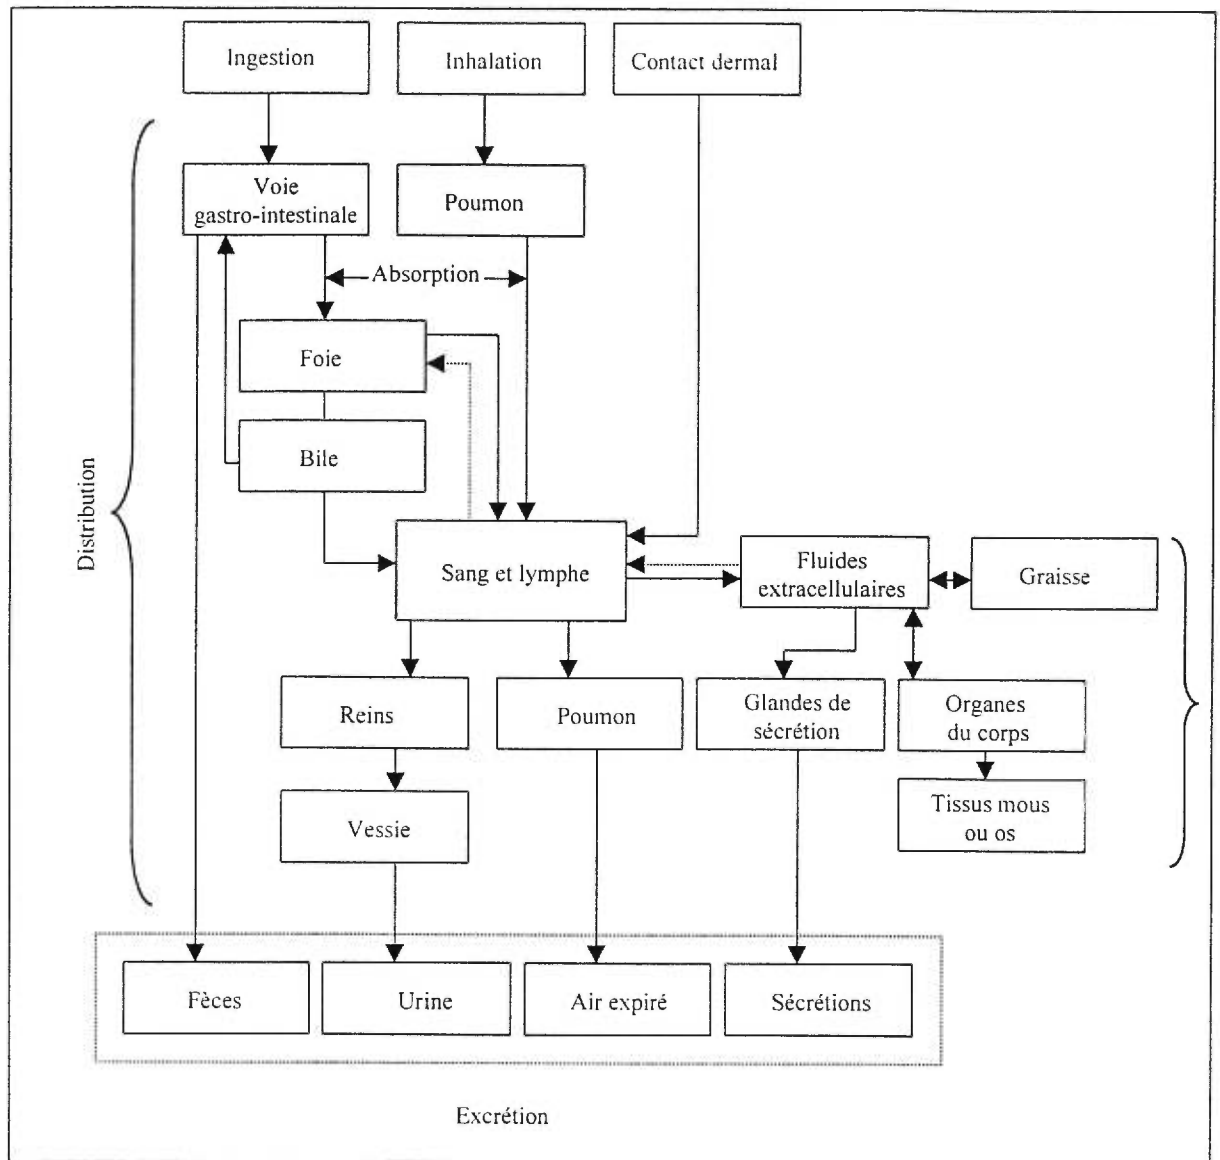 Ingestion
Inhalation
Contact dermal
Voie
gastro-intestinale
Poumon
Absorption
Foie
Bile
Distribution
Sang et lymphe
Fluides
extracellulaires
Graisse
Reins
Poumon
Glandes de
sécrétion
Organes
du corps
Vessie
Tissus mous
ou os
Fèces
Urine
Air expiré
Sécrétions
Excrétion